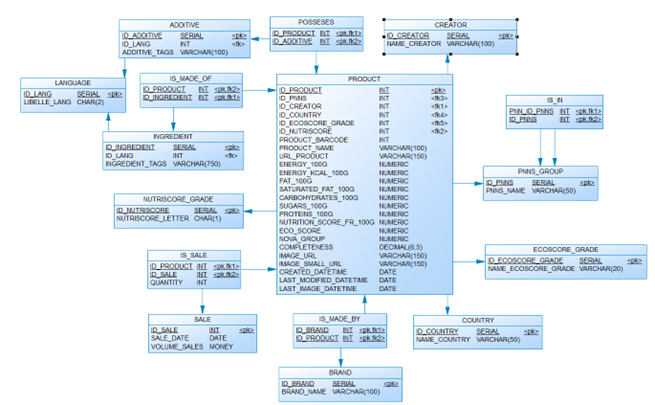 ADDITIVE
ID_ADDITIVE SERIAL <pk>
ID_LANG INT <fk>
ADDITIVE_TAGS VARCHAR(100)
POSSESES
ID_PRODUCT INT <pk,fk1>
ID_ADDITIVE INT <pk,fk2>
CREATOR
ID_CREATOR SERIAL <pk>
NAME_CREATOR VARCHAR(100)
LANGUAGE
ID_LANG SERIAL <pk>
LIBELLE_LANG CHAR(2)
IS_MADE_OF
ID_PRODUCT INT <pk,fk2>
ID_INGREDIENT INT <pk,fk1>
INGREDIENT
ID_INGREDIENT SERIAL <pk>
ID_LANG INT <fk>
INGREDIENT_TAGS VARCHAR(750)
PRODUCT
ID_PRODUCT INT <pk>
ID_PNNS INT <fk3>
ID_CREATOR INT <fk1>
ID_COUNTRY INT <fk4>
ID_ECOSCORE_GRADE INT <fk5>
ID_NUTRISCORE INT <fk2>
PRODUCT_BARCODE INT
PRODUCT_NAME VARCHAR(100)
URL_PRODUCT VARCHAR(150)
ENERGY_100G NUMERIC
ENERGY_KCAL_100G NUMERIC
FAT_100G NUMERIC
SATURATED_FAT_100G NUMERIC
CARBOHYDRATES_100G NUMERIC
SUGARS_100G NUMERIC
PROTEINS_100G NUMERIC
NUTRITION_SCORE_FR_100G NUMERIC
ECO_SCORE NUMERIC
NOVA_GROUP NUMERIC
COMPLETENESS DECIMAL(6,5)
IMAGE_URL VARCHAR(150)
IMAGE_SMALL_URL VARCHAR(150)
CREATED_DATETIME DATE
LAST_MODIFIED_DATETIME DATE
LAST_IMAGE_DATETIME DATE
IS_IN
PNN_ID_PNNS INT <pk,fk1>
ID_PNNS INT <pk,fk2>
PNNS_GROUP
ID_PNNS SERIAL <pk>
PNNS_NAME VARCHAR(50)
NUTRISCORE_GRADE
ID_NUTRISCORE SERIAL <pk>
NUTRISCORE_LETTER CHAR(1)
IS_SALE
ID_PRODUCT INT <pk,fk1>
ID_SALE INT <pk,fk2>
QUANTITY INT
ECOSCORE_GRADE
ID_ECOSCORE_GRADE SERIAL <pk>
NAME_ECOSCORE_GRADE VARCHAR(20)
SALE
ID_SALE INT <pk>
SALE_DATE DATE
VOLUME_SALES MONEY
IS_MADE_BY
ID_BRAND INT <pk,fk1>
ID_PRODUCT INT <pk,fk2>
COUNTRY
ID_COUNTRY SERIAL <pk>
NAME_COUNTRY VARCHAR(50)
BRAND
ID_BRAND SERIAL <pk>
BRAND_NAME VARCHAR(100)